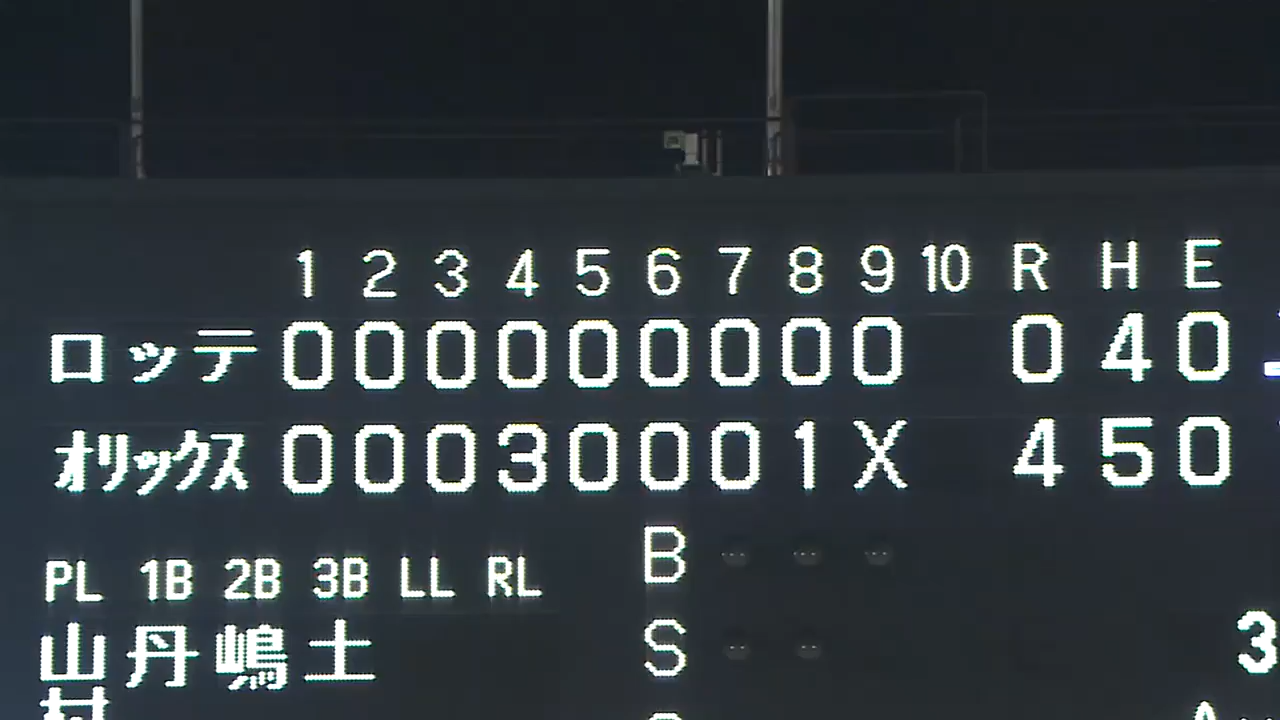 1 2 3 4 5 6 7 8 9 10 R H E
ロッテ 0 0 0 0 0 0 0 0 0 0 4 0
オリックス 0 0 0 3 0 0 0 1 X 4 5 0
B
PL 1B 2B 3B LL RL
山 丹 嶋 土
S
3
村